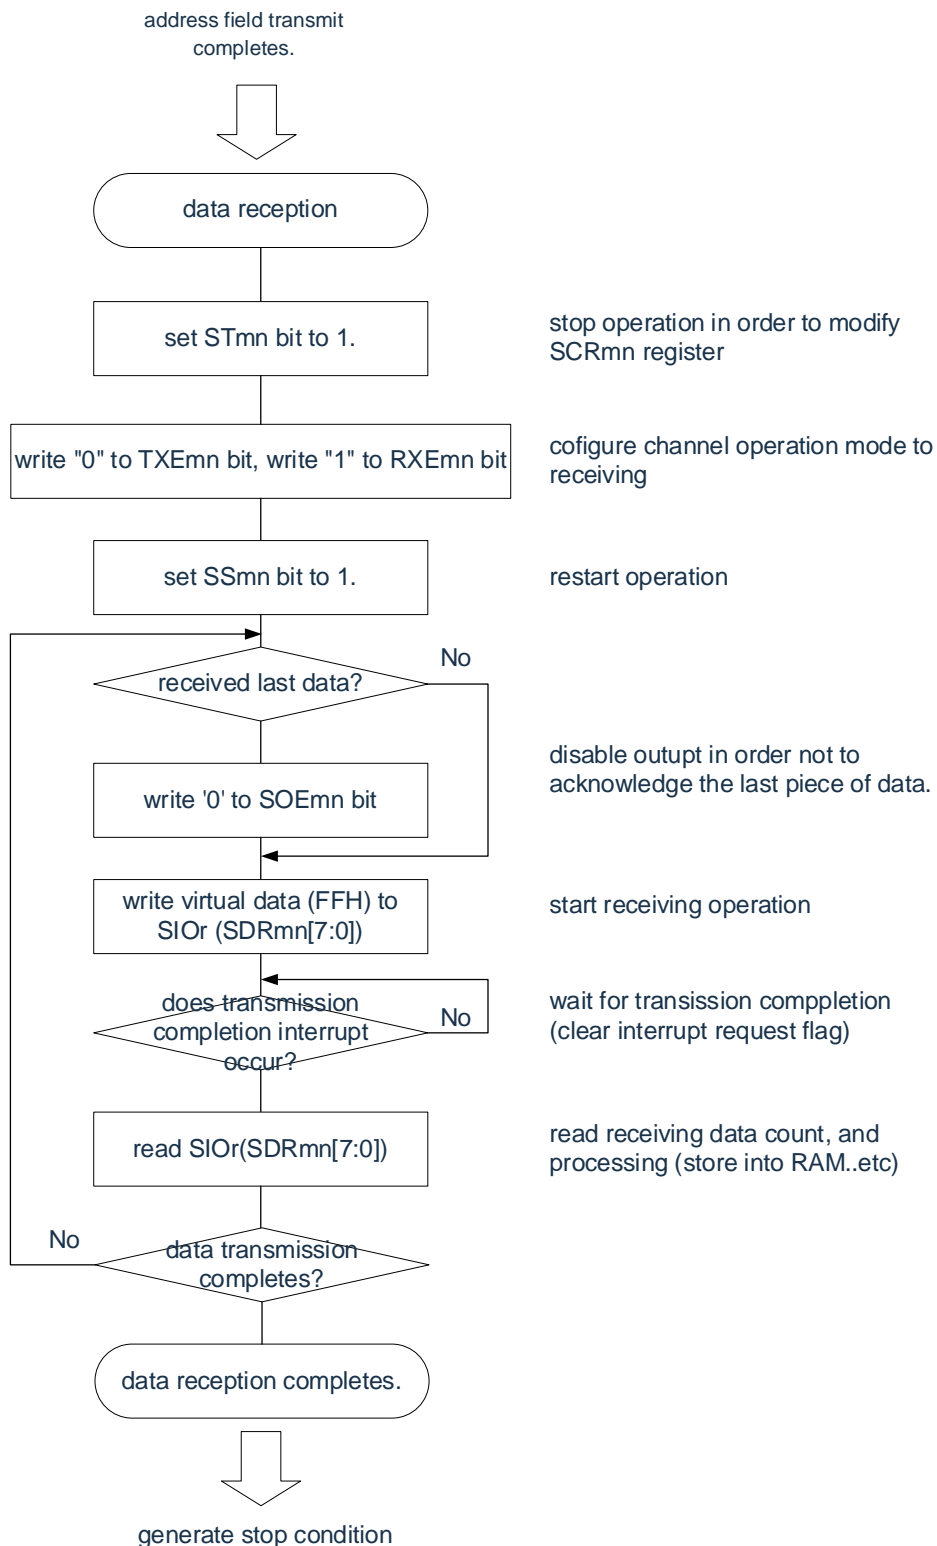 address field transmit
completes.
data reception
set STmn bit to 1.
stop operation in order to modify
SCRmn register
write "0" to TXEmn bit, write "1" to RXEmn bit
cofigure channel operation mode to
receiving
set SSmn bit to 1.
restart operation
No
received last data?
disable outupt in order not to
acknowledge the last piece of data.
write '0' to SOEmn bit
write virtual data (FFH) to
SIOr (SDRmn[7:0])
start receiving operation
does transmission
completion interrupt
occur?
No
wait for transission comppletion
(clear interrupt request flag)
read SIOr(SDRmn[7:0])
read receiving data count, and
processing (store into RAM..etc)
No
data transmission
completes?
data reception completes.
generate stop condition